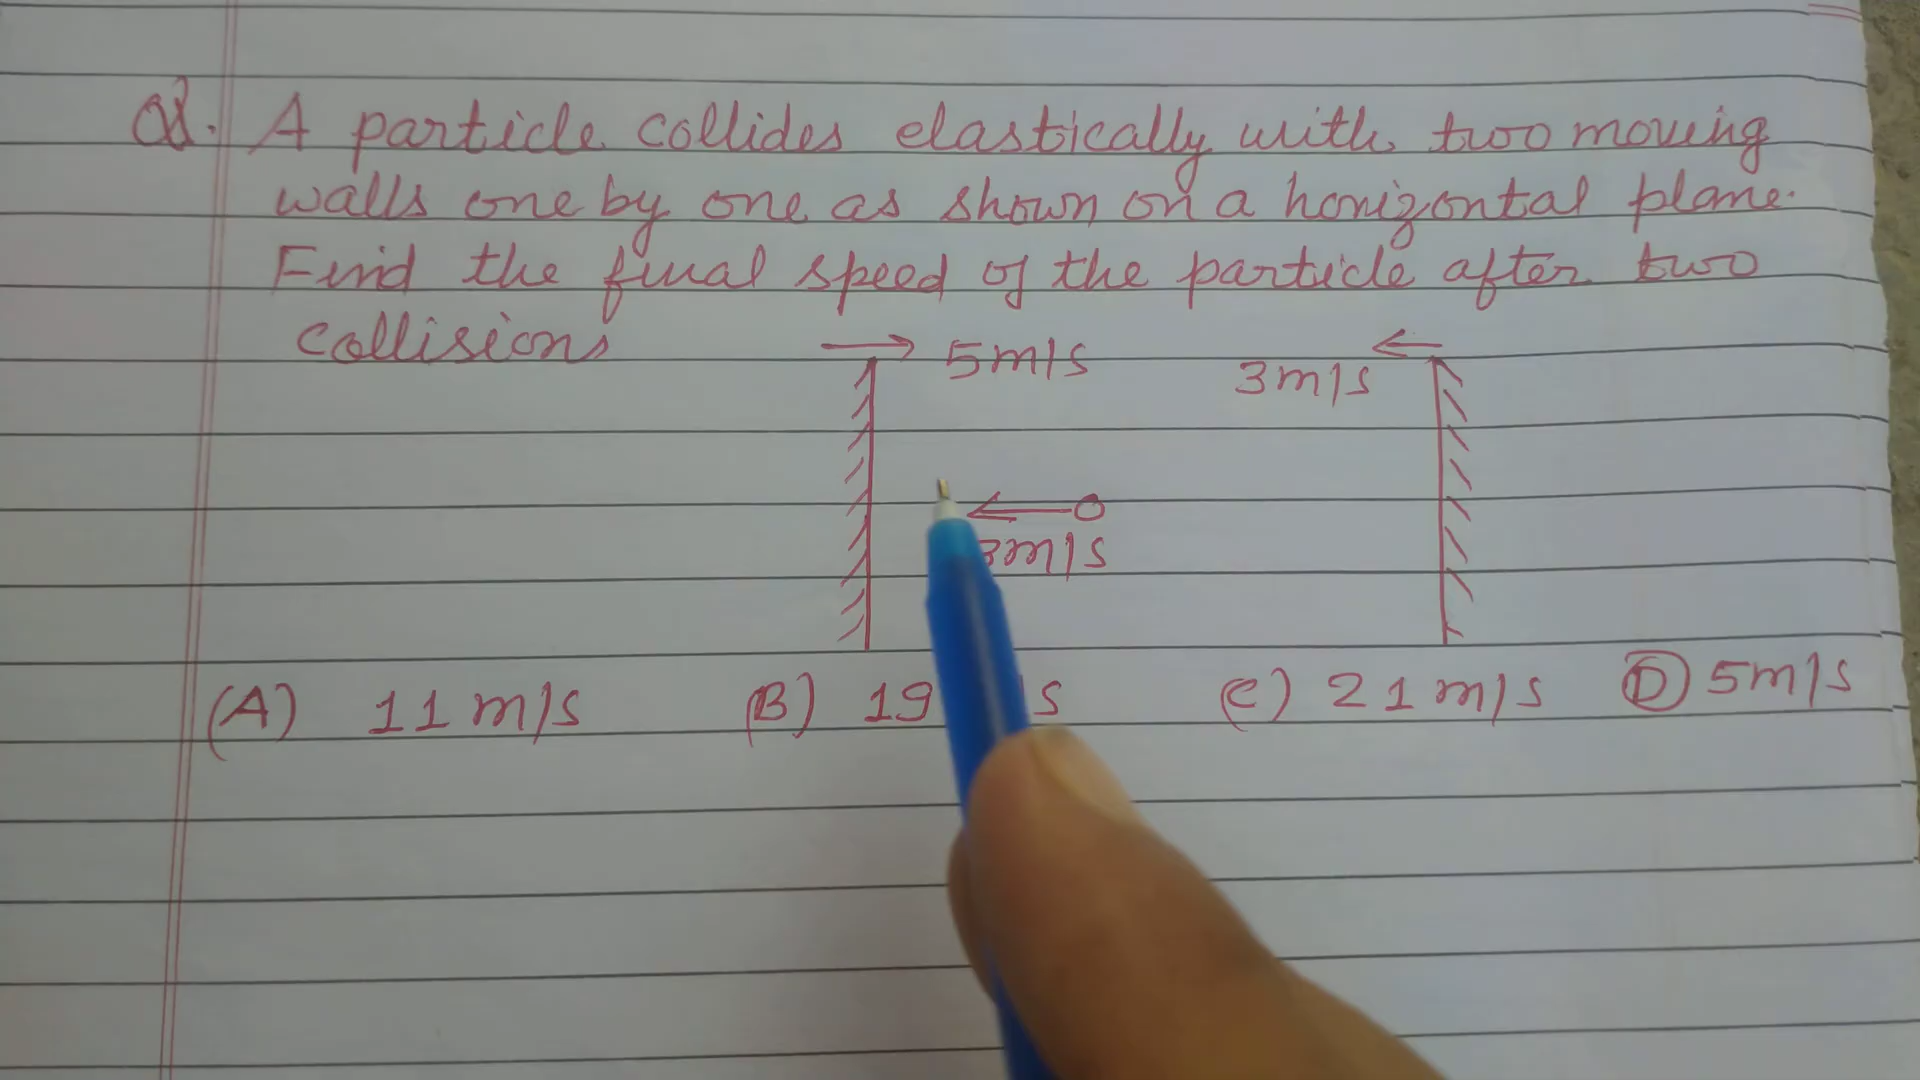 Q. A particle collides elastically with two moving
walls one by one as shown on a horizontal plane.
Find the final speed of the particle after two
collisions
5m/s
3m/s
3m/s
(A) 11 m/s (B) 19 (C) 21 m/s (D) 5m/s